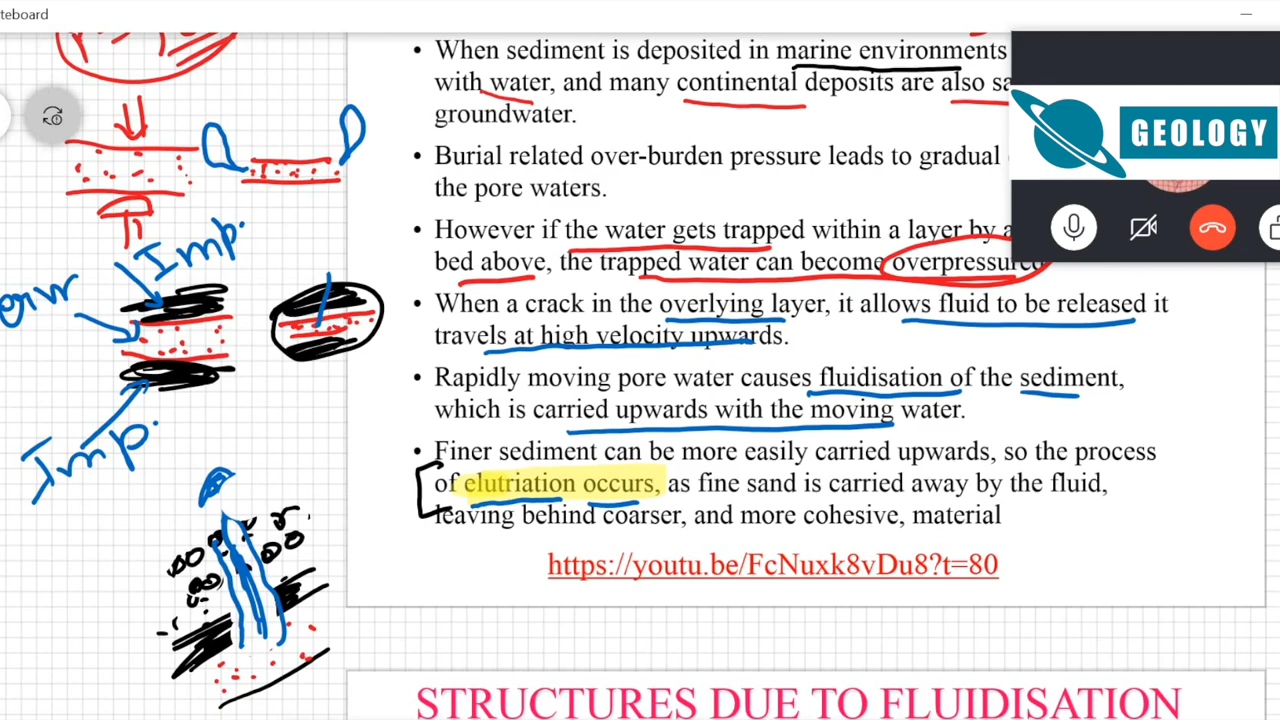 teboard
• When sediment is deposited in marine environments
with water, and many continental deposits are also sa
groundwater.
• Burial related over-burden pressure leads to gradual
the pore waters.
• However if the water gets trapped within a layer by a
bed above, the trapped water can become overpressured
• When a crack in the overlying layer, it allows fluid to be released it
travels at high velocity upwards.
• Rapidly moving pore water causes fluidisation of the sediment,
which is carried upwards with the moving water.
• Finer sediment can be more easily carried upwards, so the process
of elutriation occurs, as fine sand is carried away by the fluid,
leaving behind coarser, and more cohesive, material
https://youtu.be/FcNuxk8vDu8?t=80
STRUCTURES DUE TO FLUIDISATION
GEOLOGY
Imp.
Imp.